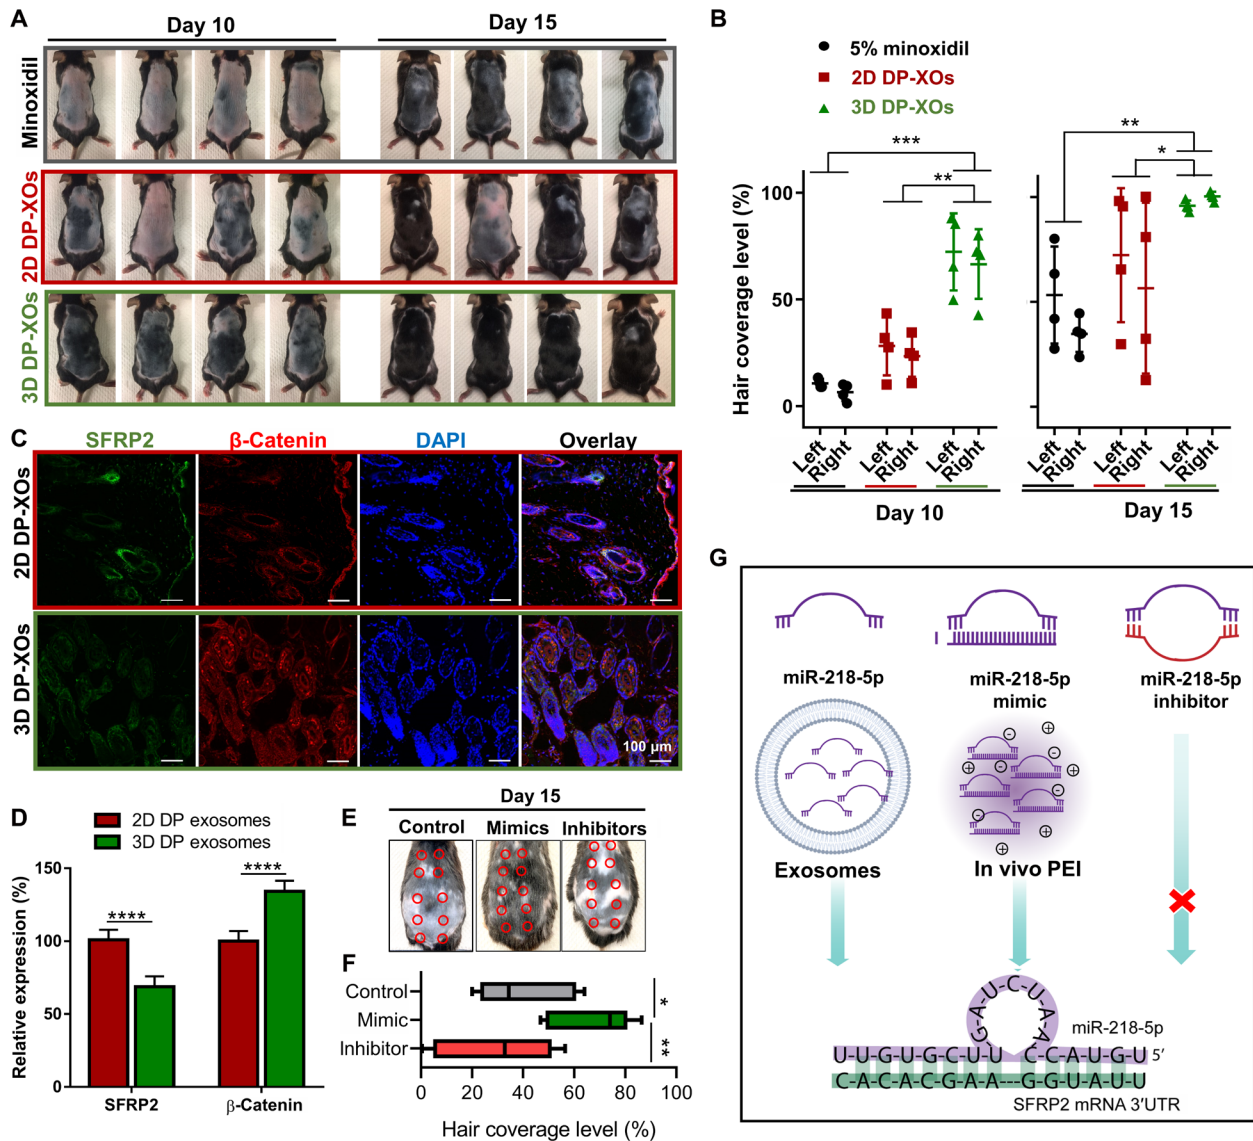 A
Day 10
Day 15
Minoxidil
2D DP-XOs
3D DP-XOs
B
5% minoxidil
2D DP-XOs
3D DP-XOs
Hair coverage level (%)
100
50
0
***
**
**
*
Left
Right
Left
Right
Left
Right
Left
Right
Left
Right
Left
Right
Day 10
Day 15
C
SFRP2
β-Catenin
DAPI
Overlay
2D DP-XOs
3D DP-XOs
100 μm
D
2D DP exosomes
3D DP exosomes
Relative expression (%)
150
100
50
0
****
****
SFRP2
β-Catenin
E
Day 15
Control
Mimics
Inhibitors
F
Control
Mimic
Inhibitor
*
**
0
20
40
60
80
100
Hair coverage level (%)
G
miR-218-5p
miR-218-5p
mimic
miR-218-5p
inhibitor
Exosomes
In vivo PEI
G-A-U-C-U-A-A
miR-218-5p
U-U-G-U-G-C-U-U
C-C-A-U-G-U 5′
C-A-C-A-C-G-A-A---G-G-U-A-U-U
SFRP2 mRNA 3′UTR